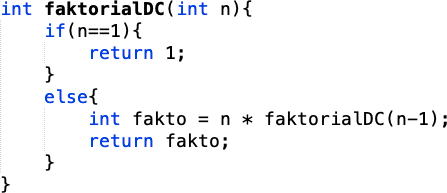 int faktorialDC(int n){
    if(n==1){
        return 1;
    }
    else{
        int fakto = n * faktorialDC(n-1);
        return fakto;
    }
}